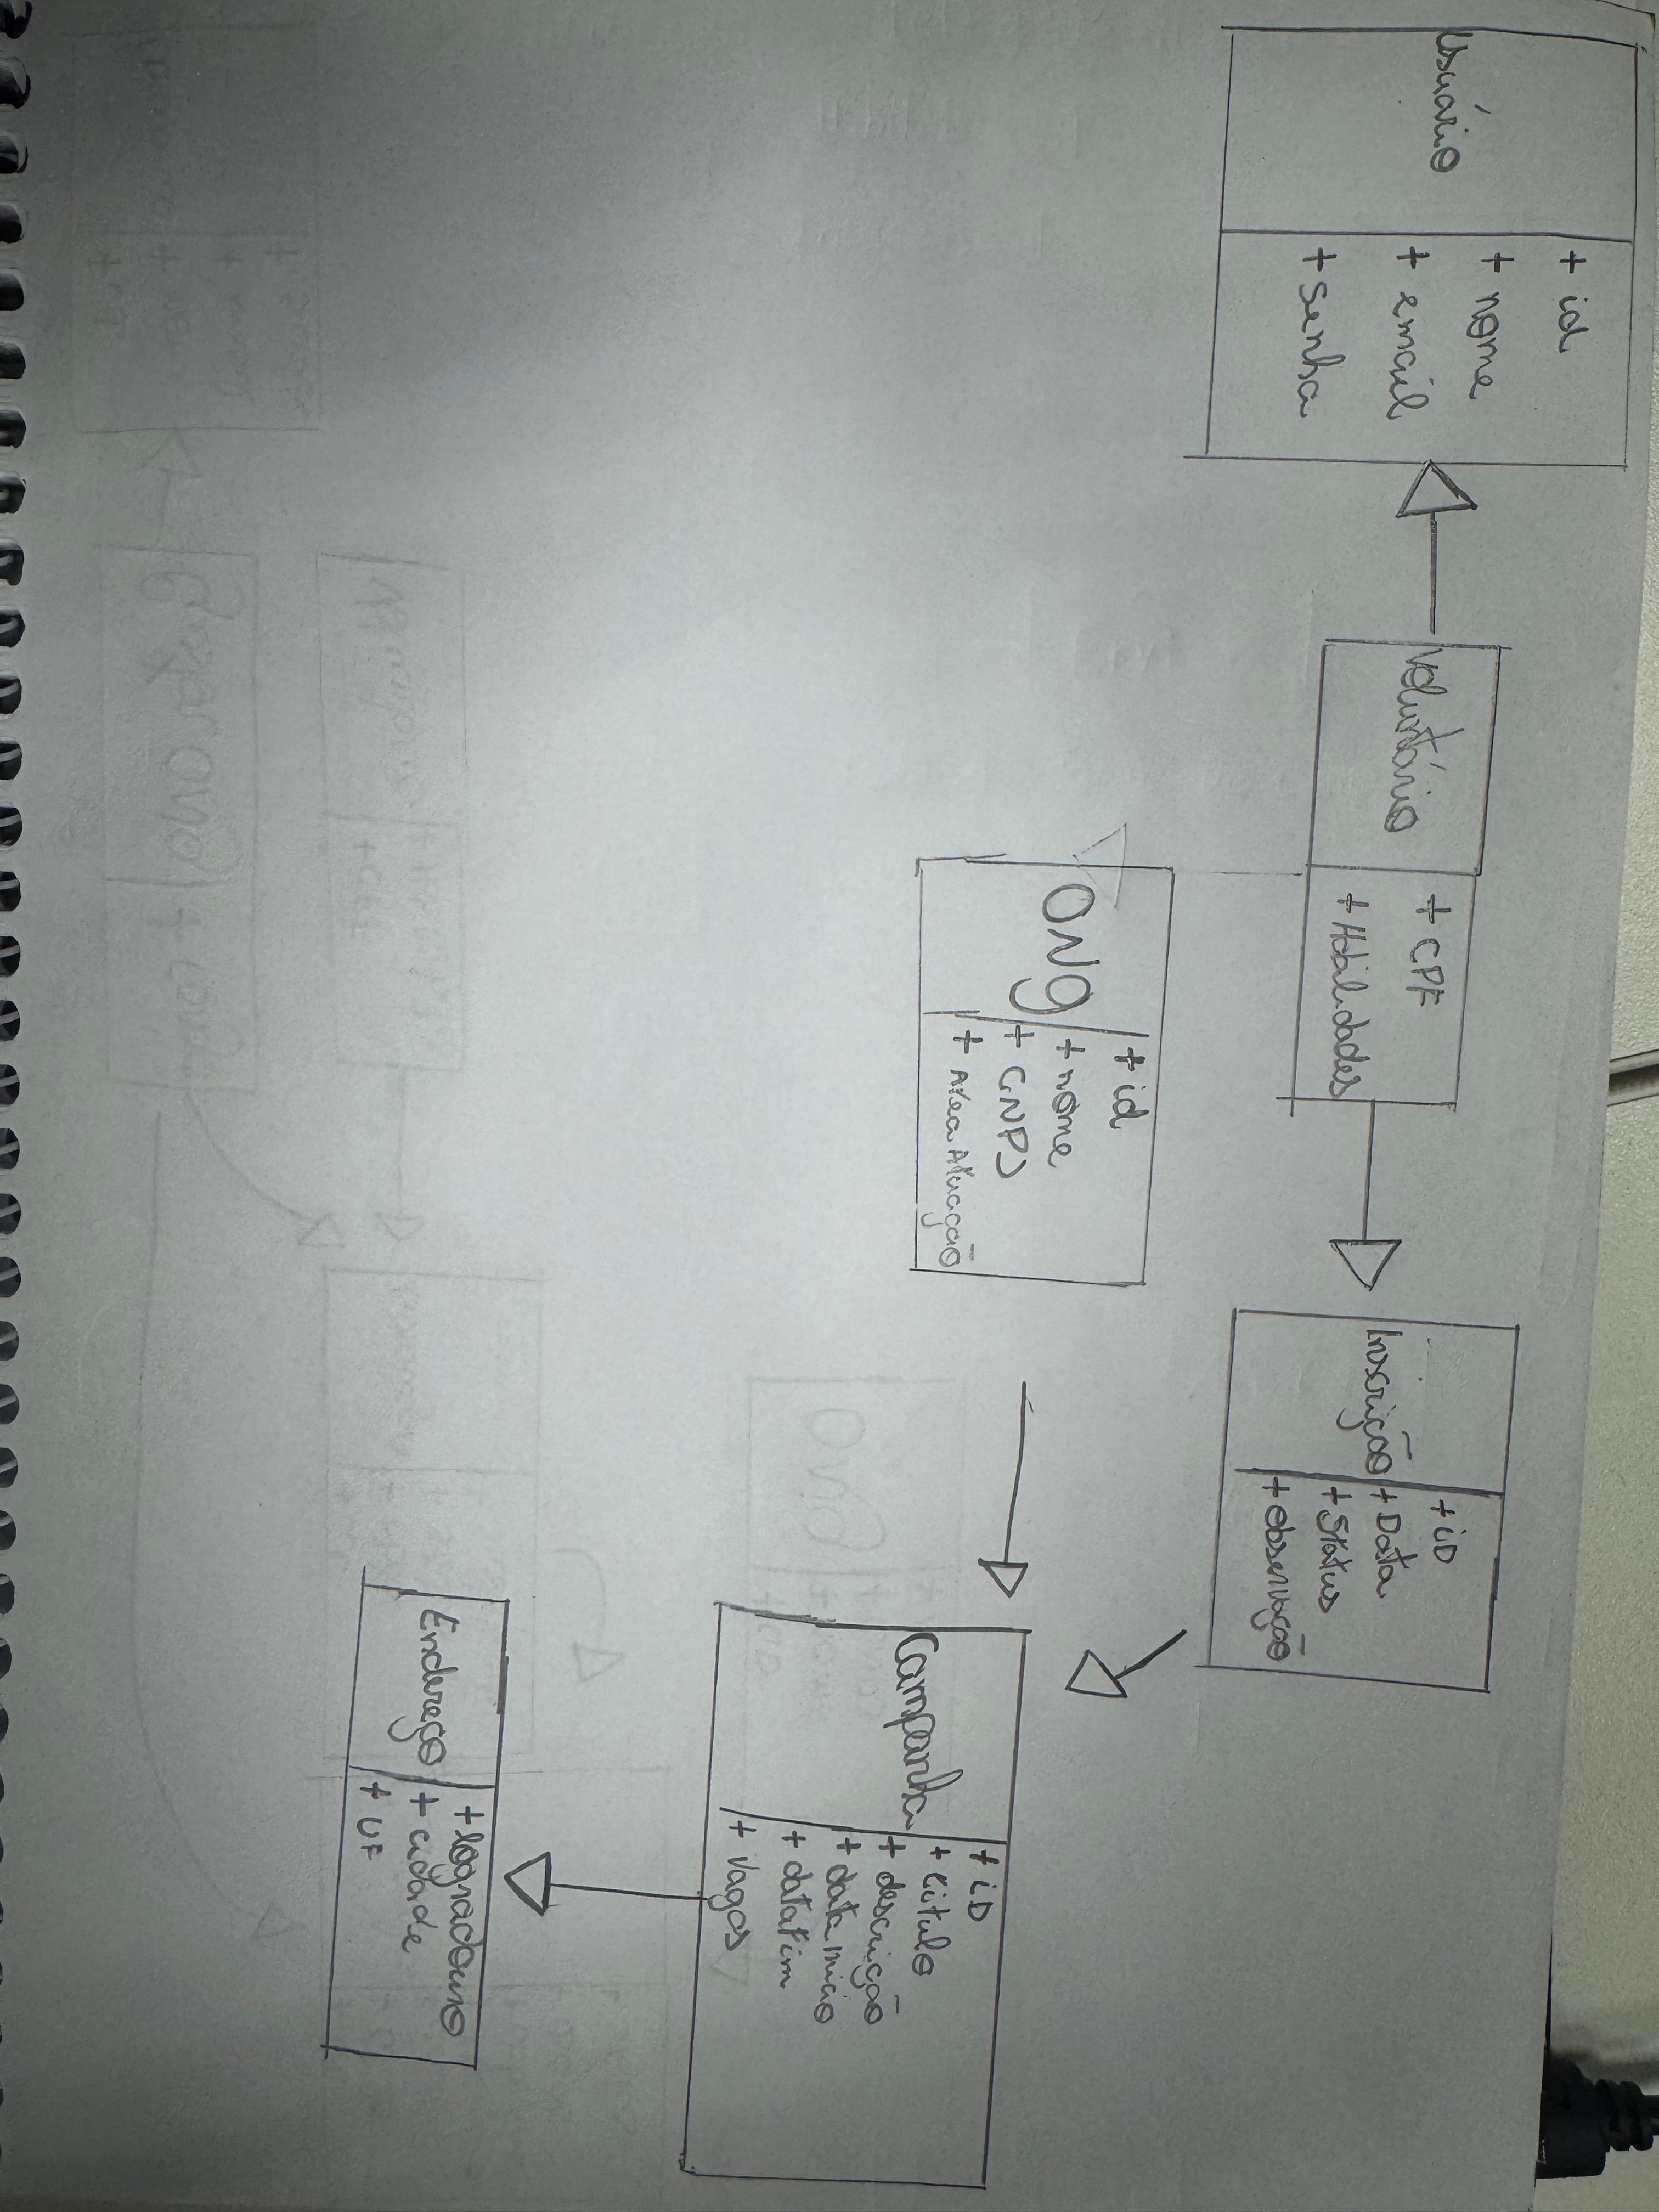 Usuário
+ id
+ nome
+ email
+ senha
Voluntário
+ CPF
+ Habilidades
Inscrição
+ iD
+ Data
+ Status
+ observação
ONG
+ id
+ nome
+ CNPJ
+ Area Atuação
Campanha
+ iD
+ titulo
+ descrição
+ data inicio
+ data Fim
+ Vagas
Endereço
+ logradouro
+ cidade
+ UF
ONG